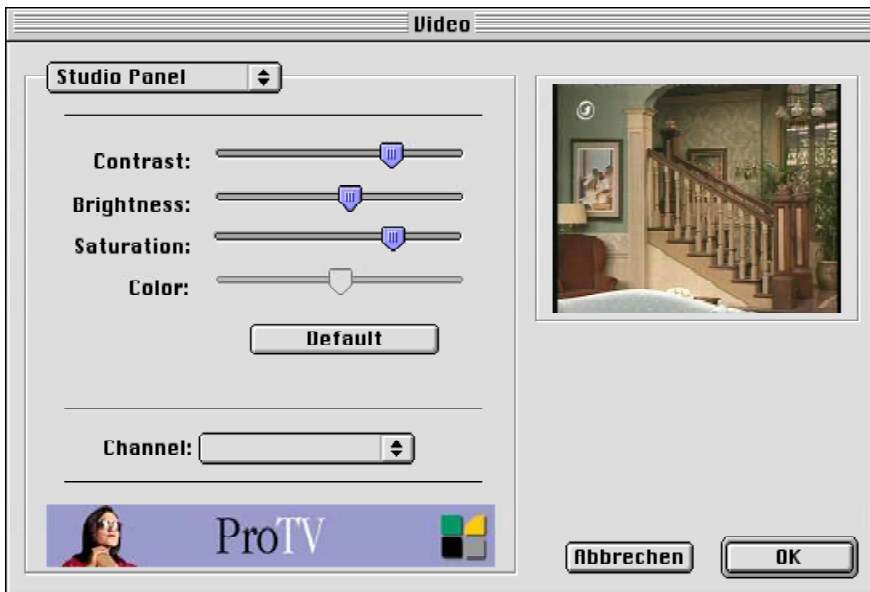 Video
Studio Panel
Contrast:
Brightness:
Saturation:
Color:
Default
Channel:
ProTV
Abbrechen
OK